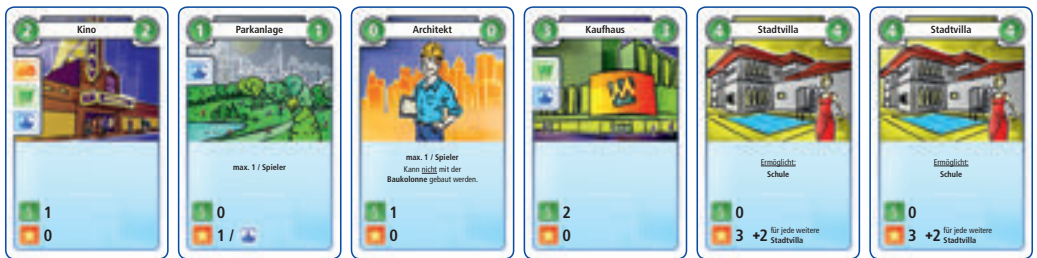 2 Kino 2
1
0
1 Parkanlage 1
max. 1 / Spieler
0
1 /
0 Architekt 0
max. 1 / Spieler
Kann nicht mit der
Baukolonne gebaut werden.
1
0
3 Kaufhaus 3
2
0
4 Stadtvilla 4
Ermöglicht:
Schule
0
3 +2 für jede weitere
Stadtvilla
4 Stadtvilla 4
Ermöglicht:
Schule
0
3 +2 für jede weitere
Stadtvilla